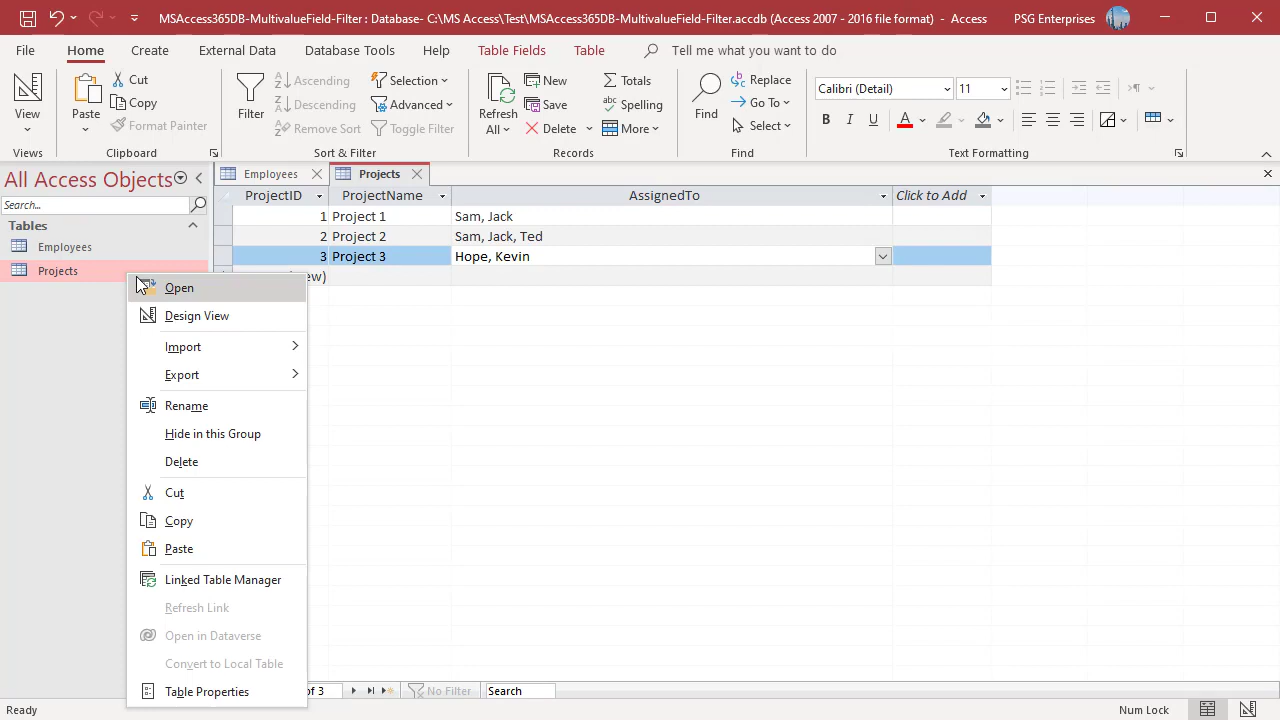 MSAccess365DB-MultivalueField-Filter : Database- C:\MS Access\Test\MSAccess365DB-MultivalueField-Filter.accdb (Access 2007 - 2016 file format) - Access
PSG Enterprises
File Home Create External Data Database Tools Help Table Fields Table Tell me what you want to do
View
Views
Paste
Cut
Copy
Format Painter
Clipboard
Filter
Ascending
Descending
Remove Sort
Selection
Advanced
Toggle Filter
Sort & Filter
Refresh
All
New
Save
Delete
Totals
Spelling
More
Records
Find
Replace
Go To
Select
Find
Calibri (Detail) 11
B I U A
Text Formatting
All Access Objects
Search...
Tables
Employees
Projects
Employees
Projects
ProjectID ProjectName AssignedTo Click to Add
1 Project 1 Sam, Jack
2 Project 2 Sam, Jack, Ted
3 Project 3 Hope, Kevin
Open
Design View
Import
Export
Rename
Hide in this Group
Delete
Cut
Copy
Paste
Linked Table Manager
Refresh Link
Open in Dataverse
Convert to Local Table
Table Properties
of 3 No Filter Search
Ready
Num Lock